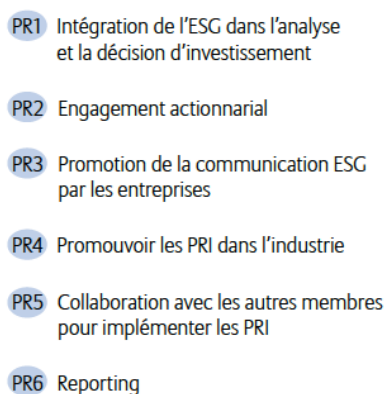 PR1 Intégration de l'ESG dans l'analyse
et la décision d'investissement
PR2 Engagement actionnarial
PR3 Promotion de la communication ESG
par les entreprises
PR4 Promouvoir les PRI dans l'industrie
PR5 Collaboration avec les autres membres
pour implémenter les PRI
PR6 Reporting